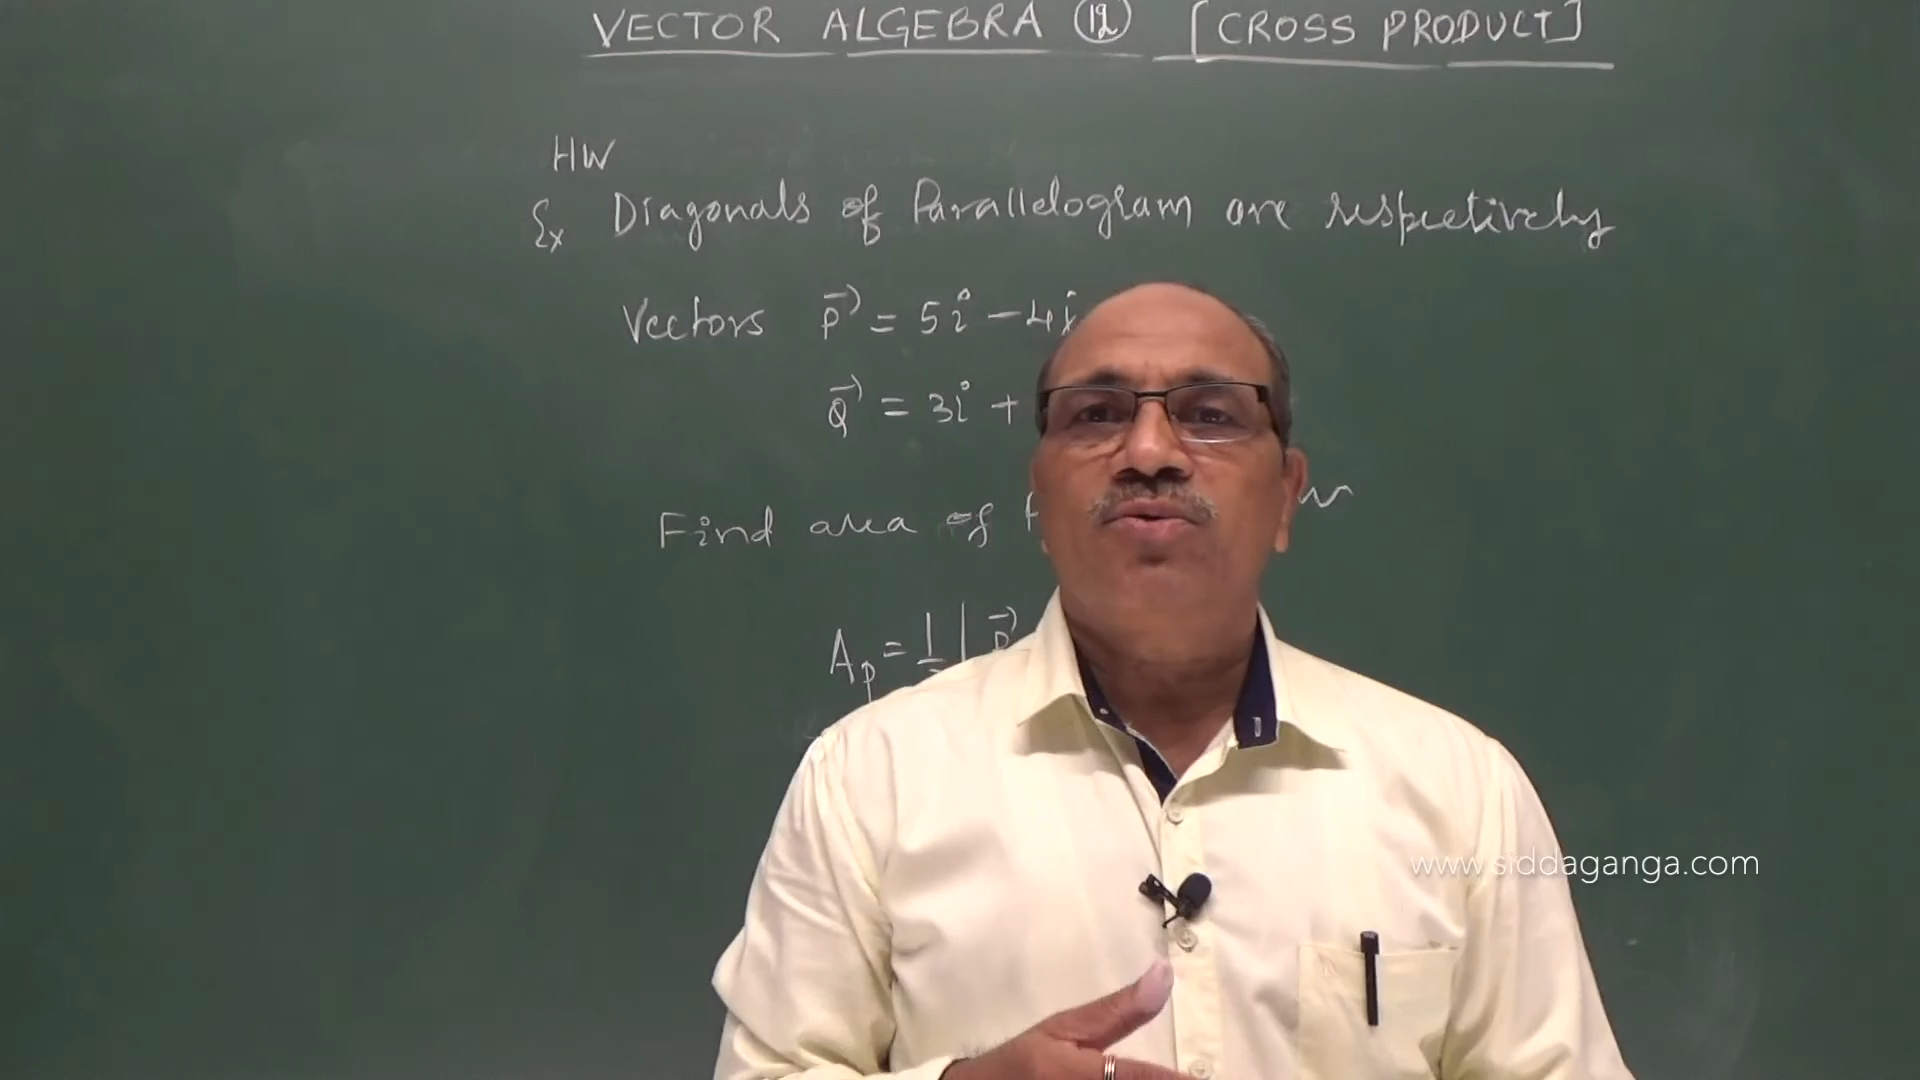 VECTOR ALGEBRA ⑫ [CROSS PRODUCT]
HW
Ex Diagonals of Parallelogram are respectively
Vectors P⃗ = 5i - 4j
Q⃗ = 3i +
Find area of
Ap = 1 | P⃗
www.siddaganga.com